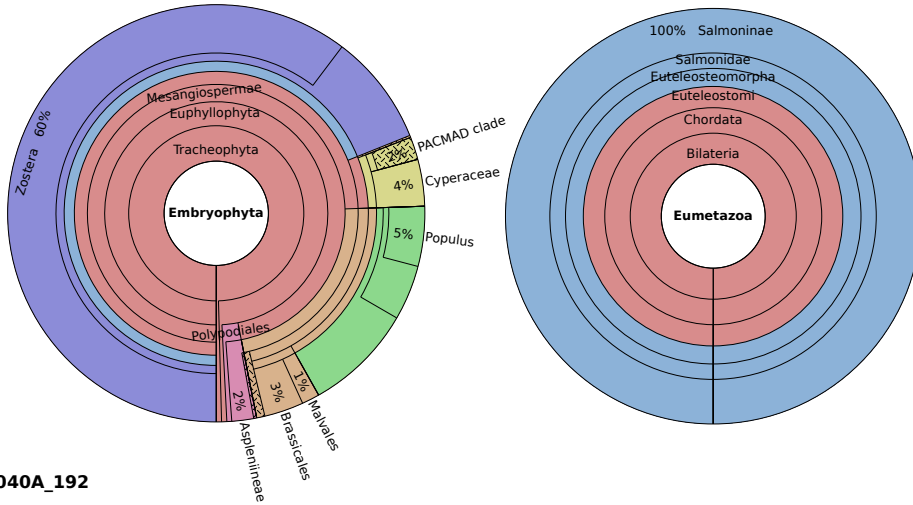 100% Salmoninae
Salmonidae
Euteleosteomorpha
Euteleostomi
Chordata
Bilateria
Eumetazoa
Zostera 60%
Mesangiospermae
Euphyllophyta
Tracheophyta
Embryophyta
Polypodiales
PACMAD clade
4% Cyperaceae
5% Populus
1% Malvales
3% Brassicales
2% Aspleniineae
040A_192